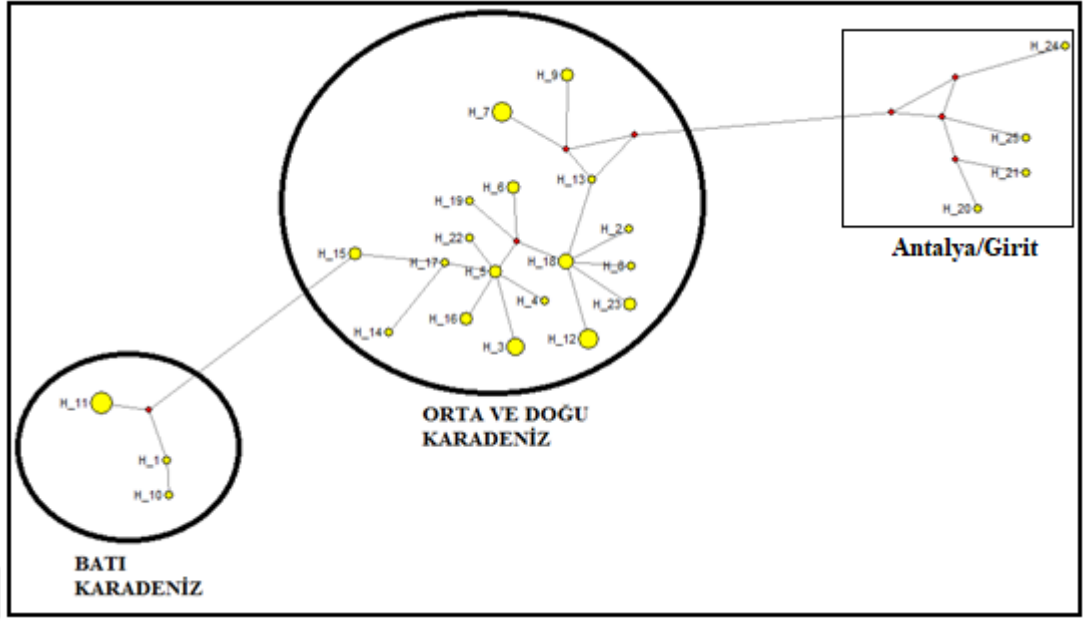 H_24
H_9
H_7
H_25
H_13
H_6
H_21
H_19
H_20
H_2
H_22
Antalya/Girit
H_15
H_17
H_18
H_6
H_5
H_4
H_23
H_16
H_14
H_12
H_3
H_11
ORTA VE DOĞU
KARADENİZ
H_1
H_10
BATI
KARADENİZ